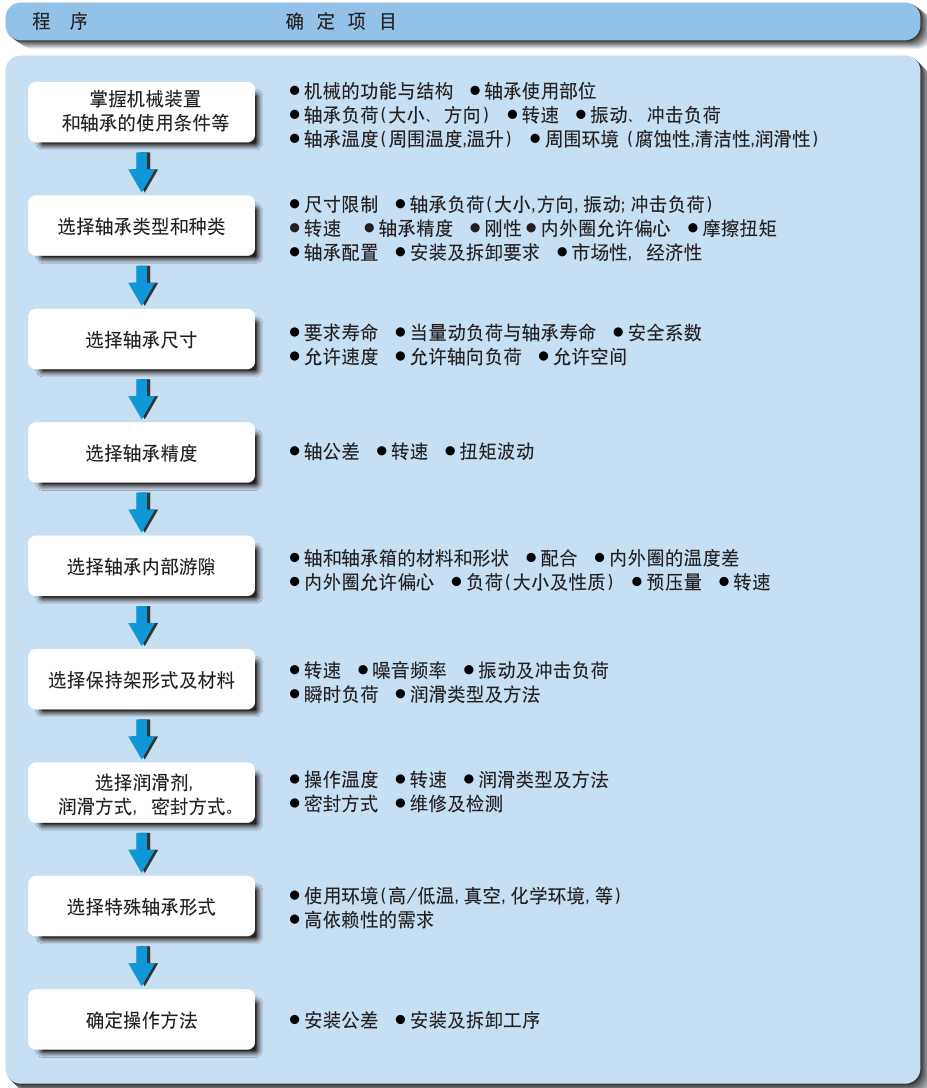 程 序 确 定 项 目
掌握机械装置
和轴承的使用条件等
●机械的功能与结构 ●轴承使用部位
●轴承负荷(大小、方向) ●转速 ●振动、冲击负荷
●轴承温度(周围温度,温升) ●周围环境 (腐蚀性,清洁性,润滑性)
选择轴承类型和种类
●尺寸限制 ●轴承负荷(大小,方向,振动; 冲击负荷)
●转速 ●轴承精度 ●刚性●内外圈允许偏心 ●摩擦扭矩
●轴承配置 ●安装及拆卸要求 ●市场性, 经济性
选择轴承尺寸
●要求寿命 ●当量动负荷与轴承寿命 ●安全系数
●允许速度 ●允许轴向负荷 ●允许空间
选择轴承精度
●轴公差 ●转速 ●扭矩波动
选择轴承内部游隙
●轴和轴承箱的材料和形状 ●配合 ●内外圈的温度差
●内外圈允许偏心 ●负荷(大小及性质) ●预压量 ●转速
选择保持架形式及材料
●转速 ●噪音频率 ●振动及冲击负荷
●瞬时负荷 ●润滑类型及方法
选择润滑剂,
润滑方式, 密封方式。
●操作温度 ●转速 ●润滑类型及方法
●密封方式 ●维修及检测
选择特殊轴承形式
●使用环境(高/低温, 真空, 化学环境, 等)
●高依赖性的需求
确定操作方法
●安装公差 ●安装及拆卸工序